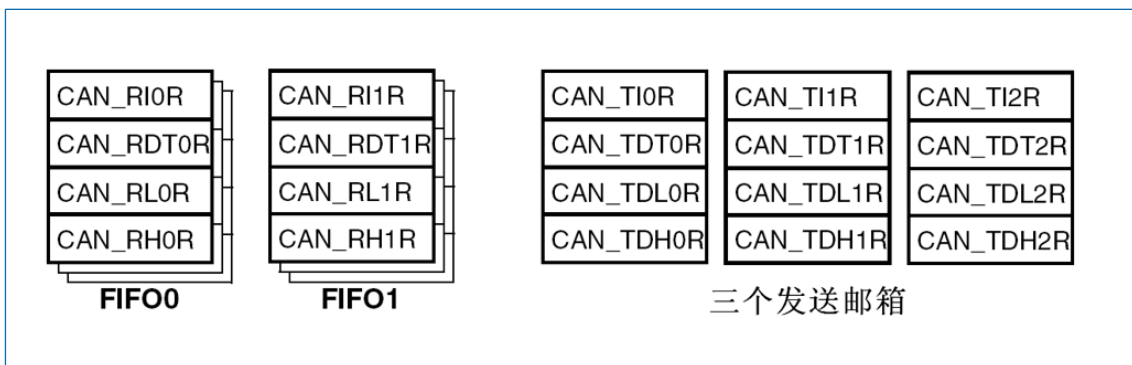 CAN_RI0R
CAN_RDT0R
CAN_RL0R
CAN_RH0R
FIFO0
CAN_RI1R
CAN_RDT1R
CAN_RL1R
CAN_RH1R
FIFO1
CAN_TI0R
CAN_TDT0R
CAN_TDL0R
CAN_TDH0R
CAN_TI1R
CAN_TDT1R
CAN_TDL1R
CAN_TDH1R
CAN_TI2R
CAN_TDT2R
CAN_TDL2R
CAN_TDH2R
三个发送邮箱